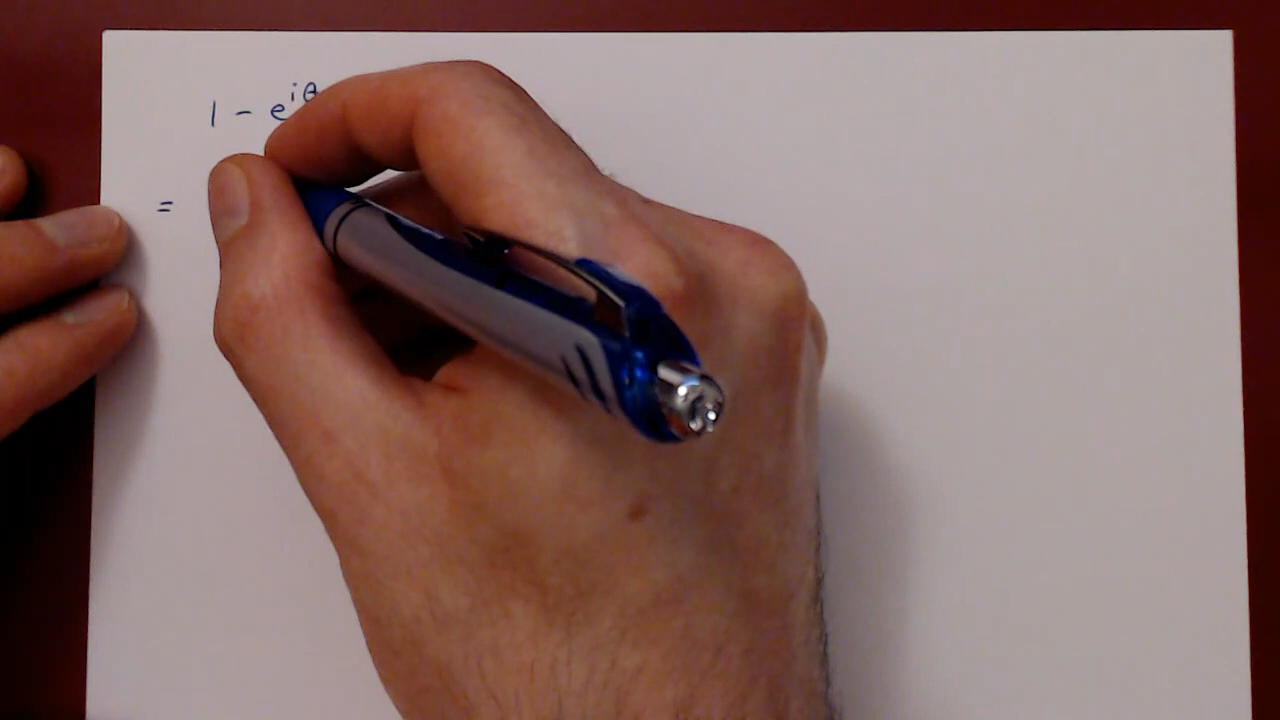 1 - e^{iθ}
=